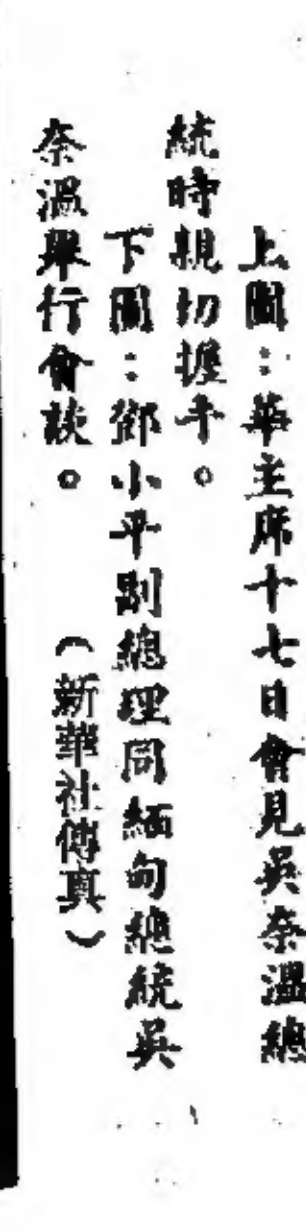 上圖：華主席十七日會見吳奈溫總
統時親切握手。
下圖：鄧小平副總理同緬甸總統吳
奈溫舉行會談。（新華社傳真）